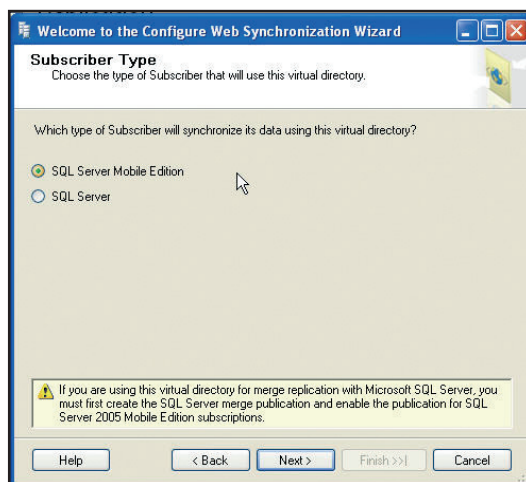 Welcome to the Configure Web Synchronization Wizard
Subscriber Type
Choose the type of Subscriber that will use this virtual directory.
Which type of Subscriber will synchronize its data using this virtual directory?
SQL Server Mobile Edition
SQL Server
If you are using this virtual directory for merge replication with Microsoft SQL Server, you
must first create the SQL Server merge publication and enable the publication for SQL
Server 2005 Mobile Edition subscriptions.
Help
< Back
Next >
Finish >>|
Cancel